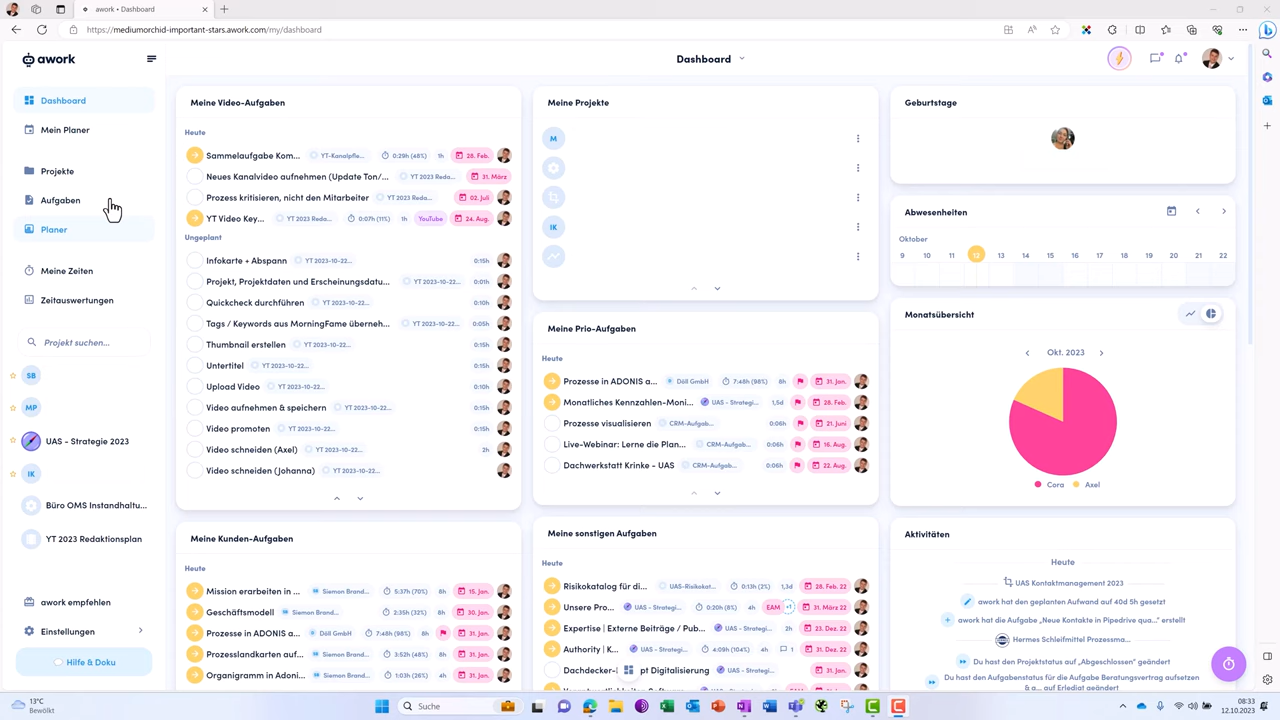 awork • Dashboard
https://mediumorchid-important-stars.awork.com/my/dashboard
awork
Dashboard
Dashboard
Mein Planer
Projekte
Aufgaben
Planer
Meine Zeiten
Zeitauswertungen
Projekt suchen...
SB
MP
UAS - Strategie 2023
IK
Büro OMS Instandhaltu...
YT 2023 Redaktionsplan
awork empfehlen
Einstellungen
Hilfe & Doku
Meine Video-Aufgaben
Heute
Sammelaufgabe Kom... YT-Kanalpfle... 0:29h (48%) 1h 28. Feb.
Neues Kanalvideo aufnehmen (Update Ton/... YT 2023 Reda... 31. März
Prozess kritisieren, nicht den Mitarbeiter YT 2023 Reda... 02. Juli
YT Video Key... YT 2023 Reda... 0:07h (11%) 1h YouTube 24. Aug.
Ungeplant
Infokarte + Abspann YT 2023-10-22... 0:15h
Projekt, Projektdaten und Erscheinungsdatu... YT 2023-10-22... 0:01h
Quickcheck durchführen YT 2023-10-22... 0:10h
Tags / Keywords aus MorningFame überneh... YT 2023-10-22... 0:05h
Thumbnail erstellen YT 2023-10-22... 0:15h
Untertitel YT 2023-10-22... 0:15h
Upload Video YT 2023-10-22... 0:10h
Video aufnehmen & speichern YT 2023-10-22... 0:15h
Video promoten YT 2023-10-22... 0:15h
Video schneiden (Axel) YT 2023-10-22... 2h
Video schneiden (Johanna) YT 2023-10-22...
Meine Kunden-Aufgaben
Heute
Mission erarbeiten in ... Siemon Brand... 5:37h (70%) 8h 15. Jan.
Geschäftsmodell Siemon Brand... 2:35h (32%) 8h 30. Jan.
Prozesse in ADONIS a... Döll GmbH 7:48h (98%) 8h 31. Jan.
Prozesslandkarten auf... Siemon Brand... 3:52h (48%) 8h 31. Jan.
Organigramm in Adoni... Siemon Brand... 1:03h (26%) 4h 31. Jan.
Meine Projekte
M
IK
Meine Prio-Aufgaben
Heute
Prozesse in ADONIS a... Döll GmbH 7:48h (98%) 8h 31. Jan.
Monatliches Kennzahlen-Moni... UAS - Strategi... 1,5d 28. Feb.
Prozesse visualisieren CRM-Aufgab... 0:06h 21. Juni
Live-Webinar: Lerne die Plan... CRM-Aufgab... 0:06h 16. Aug.
Dachwerkstatt Krinke - UAS CRM-Aufgab... 0:06h 22. Aug.
Meine sonstigen Aufgaben
Heute
Risikokatalog für di... UAS-Risikokat... 0:13h (2%) 1,3d 28. Feb. 22
Unsere Pro... UAS - Strategi... 0:20h (8%) 4h EAM +1 31. März 22
Expertise | Externe Beiträge / Pub... UAS - Strategi... 2h 23. Dez. 22
Authority | K... UAS - Strategi... 4:09h (104%) 4h 1 31. Dez. 22
Dachdecker- pt Digitalisierung UAS - Strategi... 31. Jan.
Geburtstage
Abwesenheiten
Oktober
9 10 11 12 13 14 15 16 17 18 19 20 21 22
Monatsübersicht
Okt. 2023
Cora Axel
Aktivitäten
Heute
UAS Kontaktmanagement 2023
awork hat den geplanten Aufwand auf 40d 5h gesetzt
awork hat die Aufgabe „Neue Kontakte in Pipedrive qua...“ erstellt
Hermes Schleifmittel Prozessma...
Du hast den Projektstatus auf „Abgeschlossen“ geändert
Du hast den Aufgabenstatus für die Aufgabe Beratungsvertrag aufsetzen
& a... auf Erledigt geändert
13°C
Bewölkt
Suche
08:33
12.10.2023